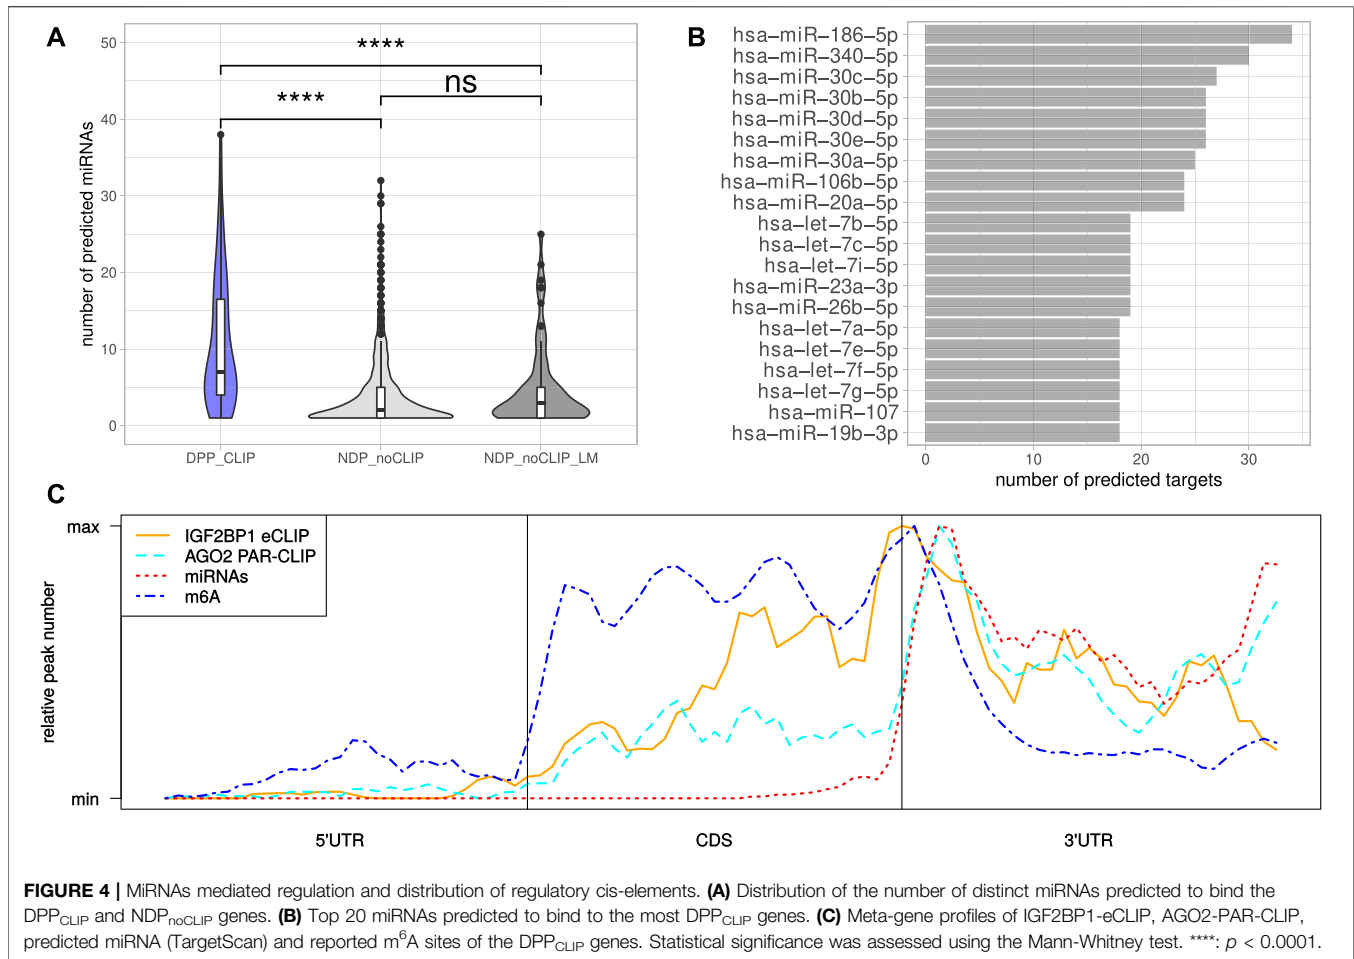 A
number of predicted miRNAs
50
40
30
20
10
0
****
****
ns
DPP_CLIP
NDP_noCLIP
NDP_noCLIP_LM
B
hsa−miR−186−5p
hsa−miR−340−5p
hsa−miR−30c−5p
hsa−miR−30b−5p
hsa−miR−30d−5p
hsa−miR−30e−5p
hsa−miR−30a−5p
hsa−miR−106b−5p
hsa−miR−20a−5p
hsa−let−7b−5p
hsa−let−7c−5p
hsa−let−7i−5p
hsa−miR−23a−3p
hsa−miR−26b−5p
hsa−let−7a−5p
hsa−let−7e−5p
hsa−let−7f−5p
hsa−let−7g−5p
hsa−miR−107
hsa−miR−19b−3p
0
10
20
30
number of predicted targets
C
relative peak number
max
min
IGF2BP1 eCLIP
AGO2 PAR-CLIP
miRNAs
m6A
5'UTR
CDS
3'UTR
FIGURE 4 | MiRNAs mediated regulation and distribution of regulatory cis-elements. (A) Distribution of the number of distinct miRNAs predicted to bind the
DPPCLIP and NDPnoCLIP genes. (B) Top 20 miRNAs predicted to bind to the most DPPCLIP genes. (C) Meta-gene profiles of IGF2BP1-eCLIP, AGO2-PAR-CLIP,
predicted miRNA (TargetScan) and reported m6A sites of the DPPCLIP genes. Statistical significance was assessed using the Mann-Whitney test. ****: p < 0.0001.